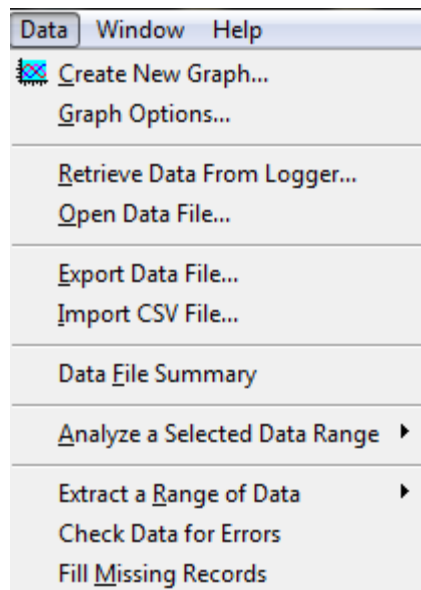 Data Window Help
Create New Graph...
Graph Options...
Retrieve Data From Logger...
Open Data File...
Export Data File...
Import CSV File...
Data File Summary
Analyze a Selected Data Range
Extract a Range of Data
Check Data for Errors
Fill Missing Records